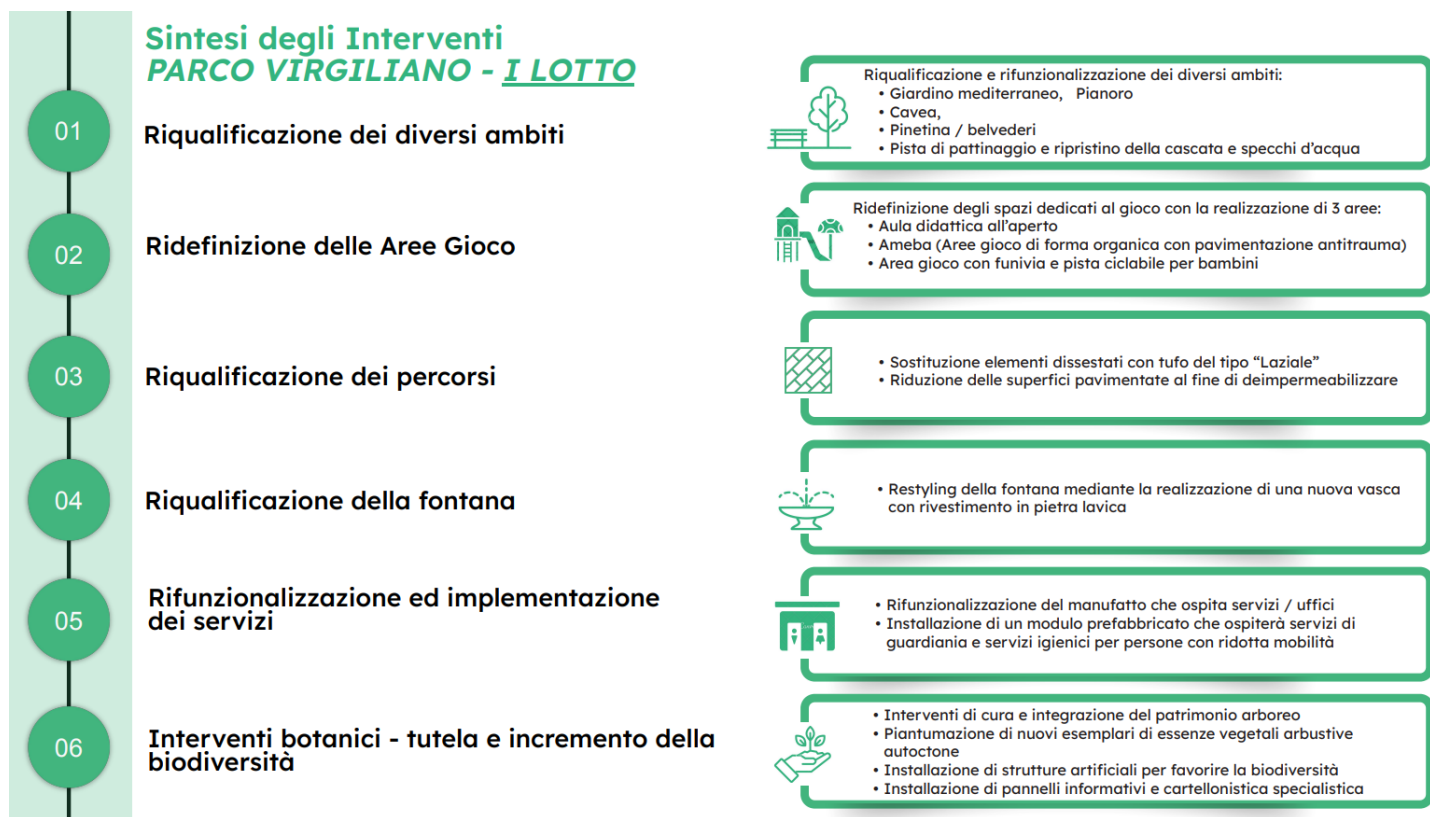 Sintesi degli Interventi
PARCO VIRGILIANO - I LOTTO
01
Riqualificazione dei diversi ambiti
Riqualificazione e rifunzionalizzazione dei diversi ambiti:
• Giardino mediterraneo, Pianoro
• Cavea,
• Pinetina / belvederi
• Pista di pattinaggio e ripristino della cascata e specchi d'acqua
02
Ridefinizione delle Aree Gioco
Ridefinizione degli spazi dedicati al gioco con la realizzazione di 3 aree:
• Aula didattica all'aperto
• Ameba (Aree gioco di forma organica con pavimentazione antitrauma)
• Area gioco con funivia e pista ciclabile per bambini
03
Riqualificazione dei percorsi
• Sostituzione elementi dissestati con tufo del tipo “Laziale”
• Riduzione delle superfici pavimentate al fine di deimpermeabilizzare
04
Riqualificazione della fontana
• Restyling della fontana mediante la realizzazione di una nuova vasca
con rivestimento in pietra lavica
05
Rifunzionalizzazione ed implementazione
dei servizi
• Rifunzionalizzazione del manufatto che ospita servizi / uffici
• Installazione di un modulo prefabbricato che ospiterà servizi di
guardiania e servizi igienici per persone con ridotta mobilità
06
Interventi botanici - tutela e incremento della
biodiversità
• Interventi di cura e integrazione del patrimonio arboreo
• Piantumazione di nuovi esemplari di essenze vegetali arbustive
autoctone
• Installazione di strutture artificiali per favorire la biodiversità
• Installazione di pannelli informativi e cartellonistica specialistica